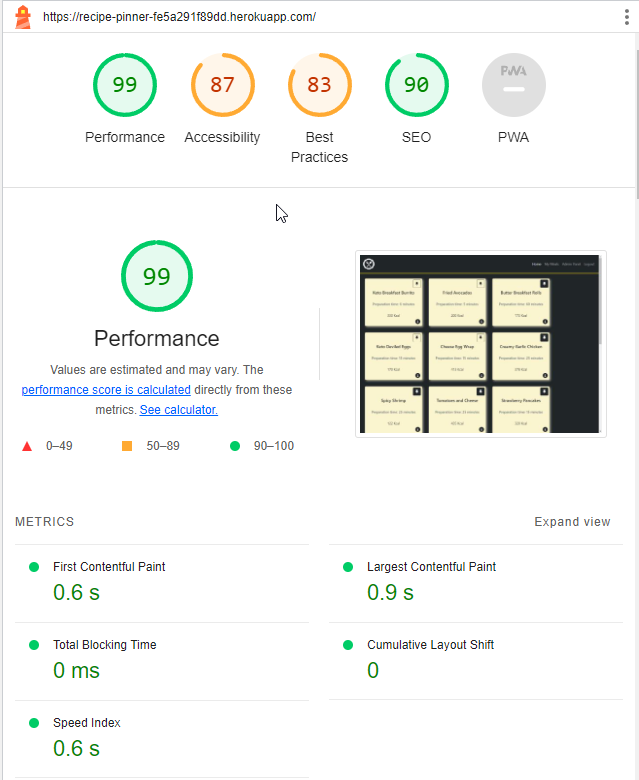 https://recipe-pinner-fe5a291f89dd.herokuapp.com/
99
87
83
90
PWA
Performance
Accessibility
Best
Practices
SEO
PWA
99
Performance
Values are estimated and may vary. The
performance score is calculated directly from these
metrics. See calculator.
0–49
50–89
90–100
Keto Breakfast Burrito
Fried Avocados
Butter Breakfast Rolls
Keto Deviled Eggs
Cheese Egg Wrap
Creamy Garlic Chicken
Spicy Shrimp
Tomatoes and Cheese
Strawberry Pancakes
METRICS
Expand view
First Contentful Paint
0.6 s
Largest Contentful Paint
0.9 s
Total Blocking Time
0 ms
Cumulative Layout Shift
0
Speed Index
0.6 s